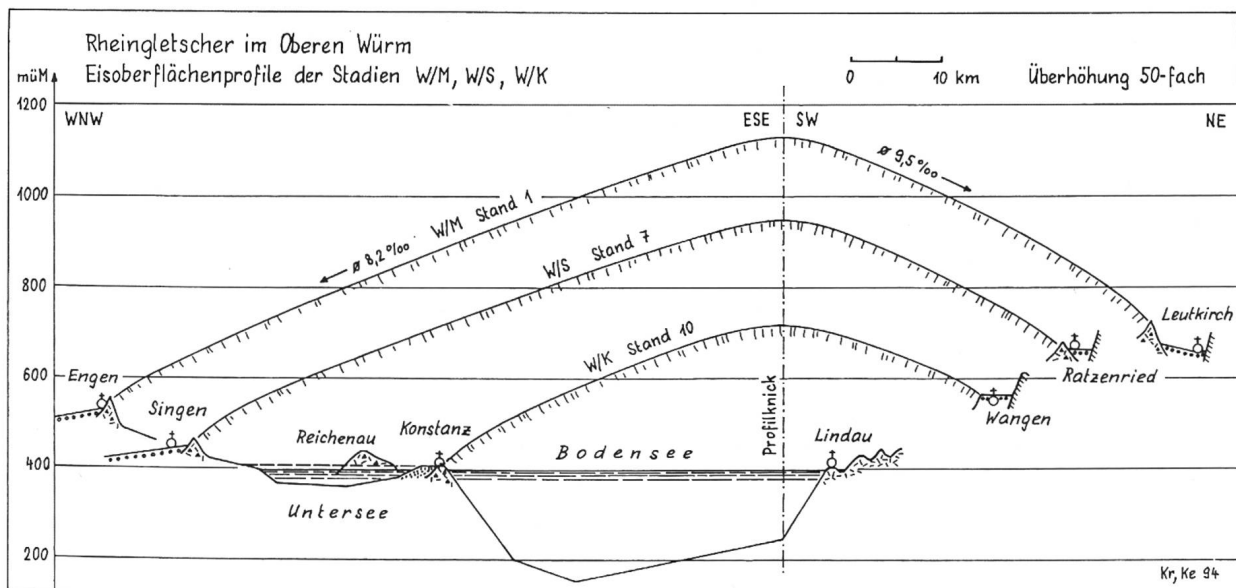 Rheingletscher im Oberen Würm
Eisoberflächenprofile der Stadien W/M, W/S, W/K
0 10 km
Überhöhung 50-fach
müM
1200
WNW
ESE
SW
NE
1000
800
600
400
200
ø 8,2 ‰
W/M Stand 1
ø 9,5 ‰
W/S Stand 7
W/K Stand 10
Engen
Singen
Reichenau
Konstanz
Untersee
Bodensee
Profilknick
Lindau
Wangen
Ratzenried
Leutkirch
Kr, Ke 94